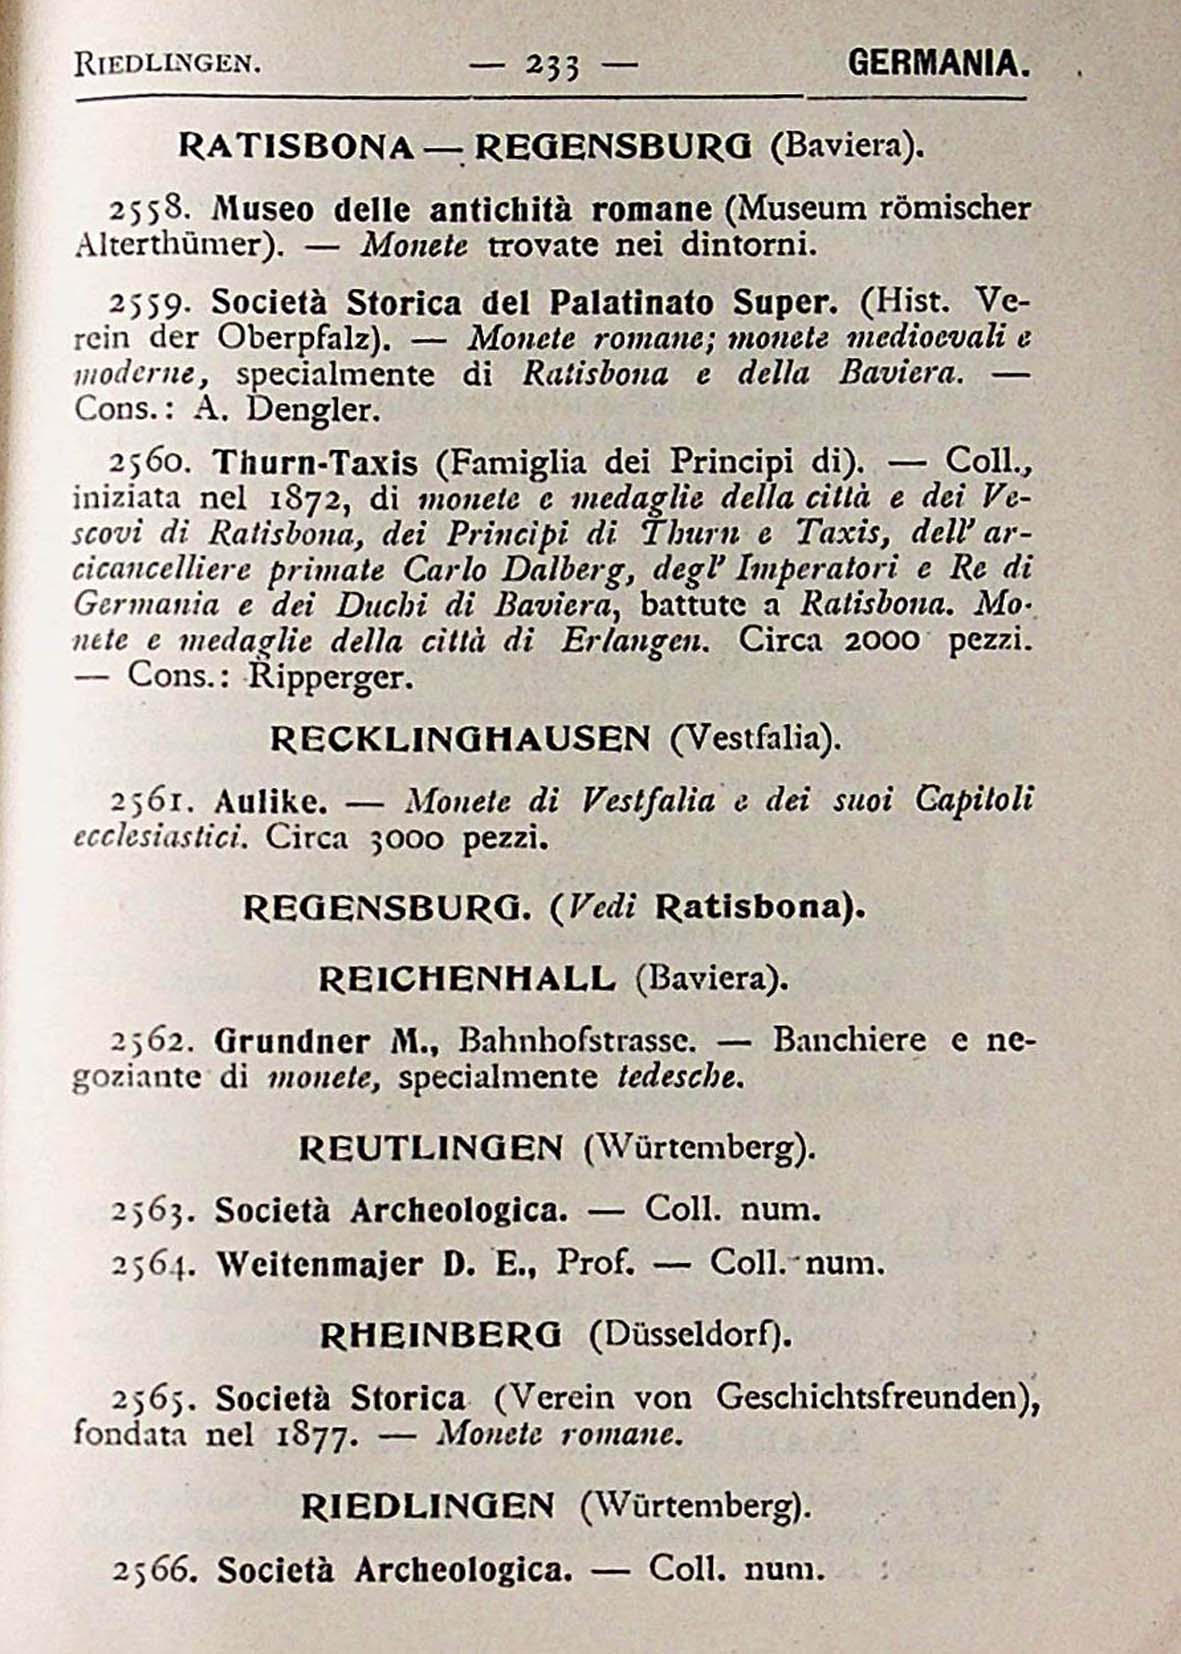 RIEDLINGEN. — 233 — GERMANIA.
RATISBONA — REGENSBURG (Baviera).
2558. Museo delle antichità romane (Museum römischer
Alterthümer). — Monete trovate nei dintorni.
2559. Società Storica del Palatinato Super. (Hist. Ve-
rein der Oberpfalz). — Monete romane; monete medioevali e
moderne, specialmente di Ratisbona e della Baviera. —
Cons.: A. Dengler.
2560. Thurn-Taxis (Famiglia dei Principi di). — Coll.,
iniziata nel 1872, di monete e medaglie della città e dei Ve-
scovi di Ratisbona, dei Principi di Thurn e Taxis, dell' ar-
cicancelliere primate Carlo Dalberg, degl' Imperatori e Re di
Germania e dei Duchi di Baviera, battute a Ratisbona. Mo-
nete e medaglie della città di Erlangen. Circa 2000 pezzi.
— Cons.: Ripperger.
RECKLINGHAUSEN (Vestfalia).
2561. Aulike. — Monete di Vestfalia e dei suoi Capitoli
ecclesiastici. Circa 3000 pezzi.
REGENSBURG. (Vedi Ratisbona).
REICHENHALL (Baviera).
2562. Grundner M., Bahnhofstrasse. — Banchiere e ne-
goziante di monete, specialmente tedesche.
REUTLINGEN (Würtemberg).
2563. Società Archeologica. — Coll. num.
2564. Weitenmajer D. E., Prof. — Coll. num.
RHEINBERG (Düsseldorf).
2565. Società Storica (Verein von Geschichtsfreunden),
fondata nel 1877. — Monete romane.
RIEDLINGEN (Würtemberg).
2566. Società Archeologica. — Coll. num.